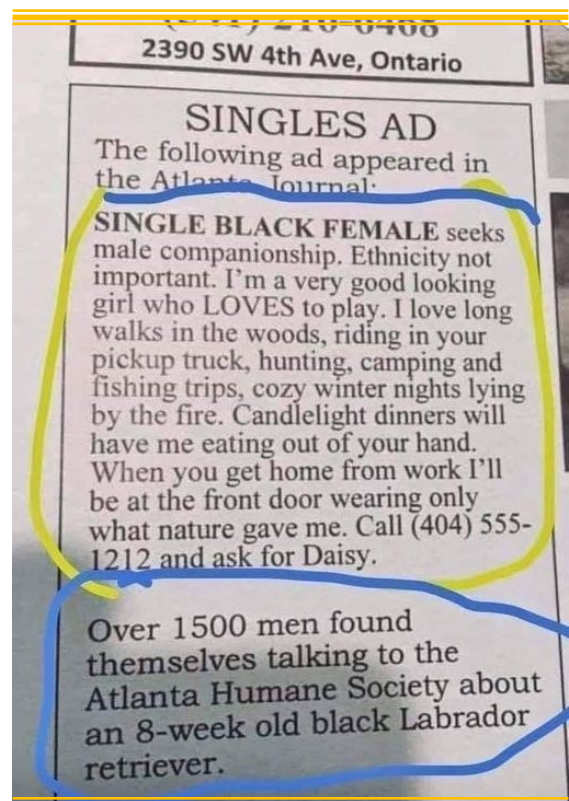 2390 SW 4th Ave, Ontario
SINGLES AD
The following ad appeared in
the Atlanta Journal:
SINGLE BLACK FEMALE seeks
male companionship. Ethnicity not
important. I'm a very good looking
girl who LOVES to play. I love long
walks in the woods, riding in your
pickup truck, hunting, camping and
fishing trips, cozy winter nights lying
by the fire. Candlelight dinners will
have me eating out of your hand.
When you get home from work I'll
be at the front door wearing only
what nature gave me. Call (404) 555-
1212 and ask for Daisy.
Over 1500 men found
themselves talking to the
Atlanta Humane Society about
an 8-week old black Labrador
retriever.